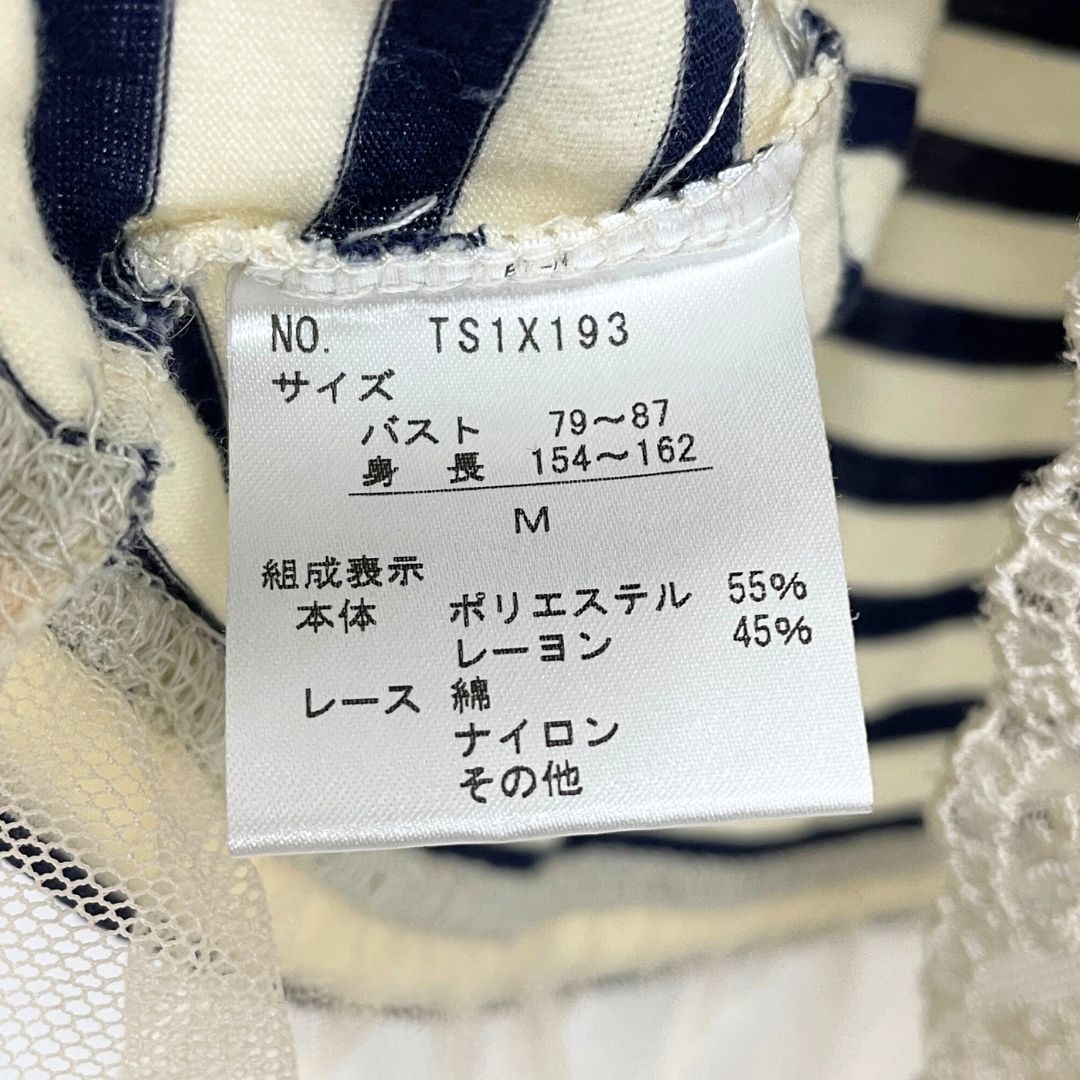 NO. TS1X193
サイズ
バスト 79～87
身長 154～162
M
組成表示
本体 ポリエステル 55%
レーヨン 45%
レース 綿
ナイロン
その他